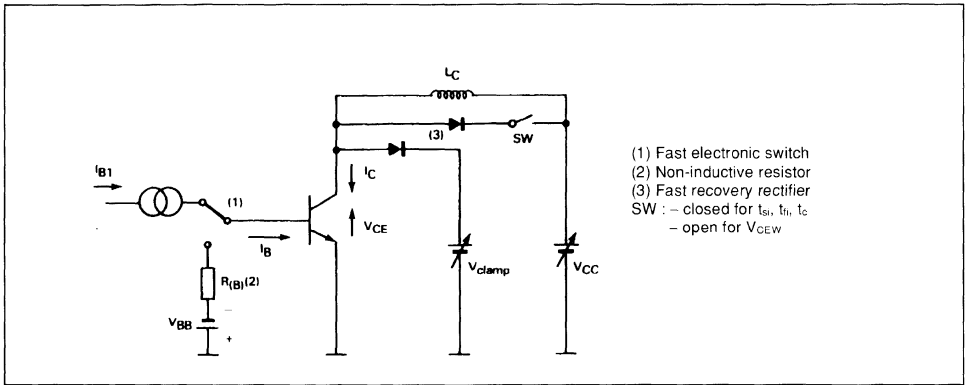 LC
(3)
SW
IB1
(1)
IC
VCE
IB
Vclamp
VCC
R(B)(2)
–
VBB
+
(1) Fast electronic switch
(2) Non-inductive resistor
(3) Fast recovery rectifier
SW : – closed for tsi, tfi, tc
– open for VCEW